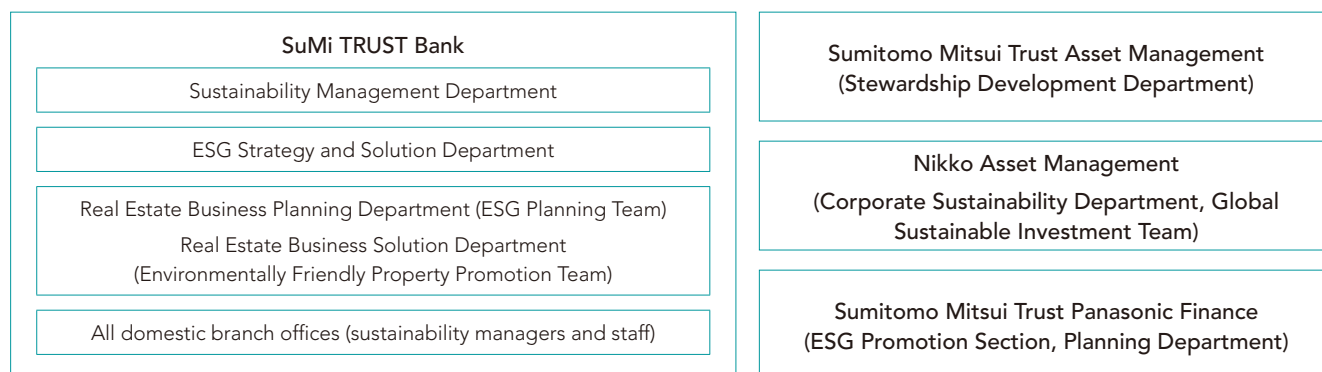 SuMi TRUST Bank
Sustainability Management Department
ESG Strategy and Solution Department
Real Estate Business Planning Department (ESG Planning Team)
Real Estate Business Solution Department
(Environmentally Friendly Property Promotion Team)
All domestic branch offices (sustainability managers and staff)
Sumitomo Mitsui Trust Asset Management
(Stewardship Development Department)
Nikko Asset Management
(Corporate Sustainability Department, Global
Sustainable Investment Team)
Sumitomo Mitsui Trust Panasonic Finance
(ESG Promotion Section, Planning Department)